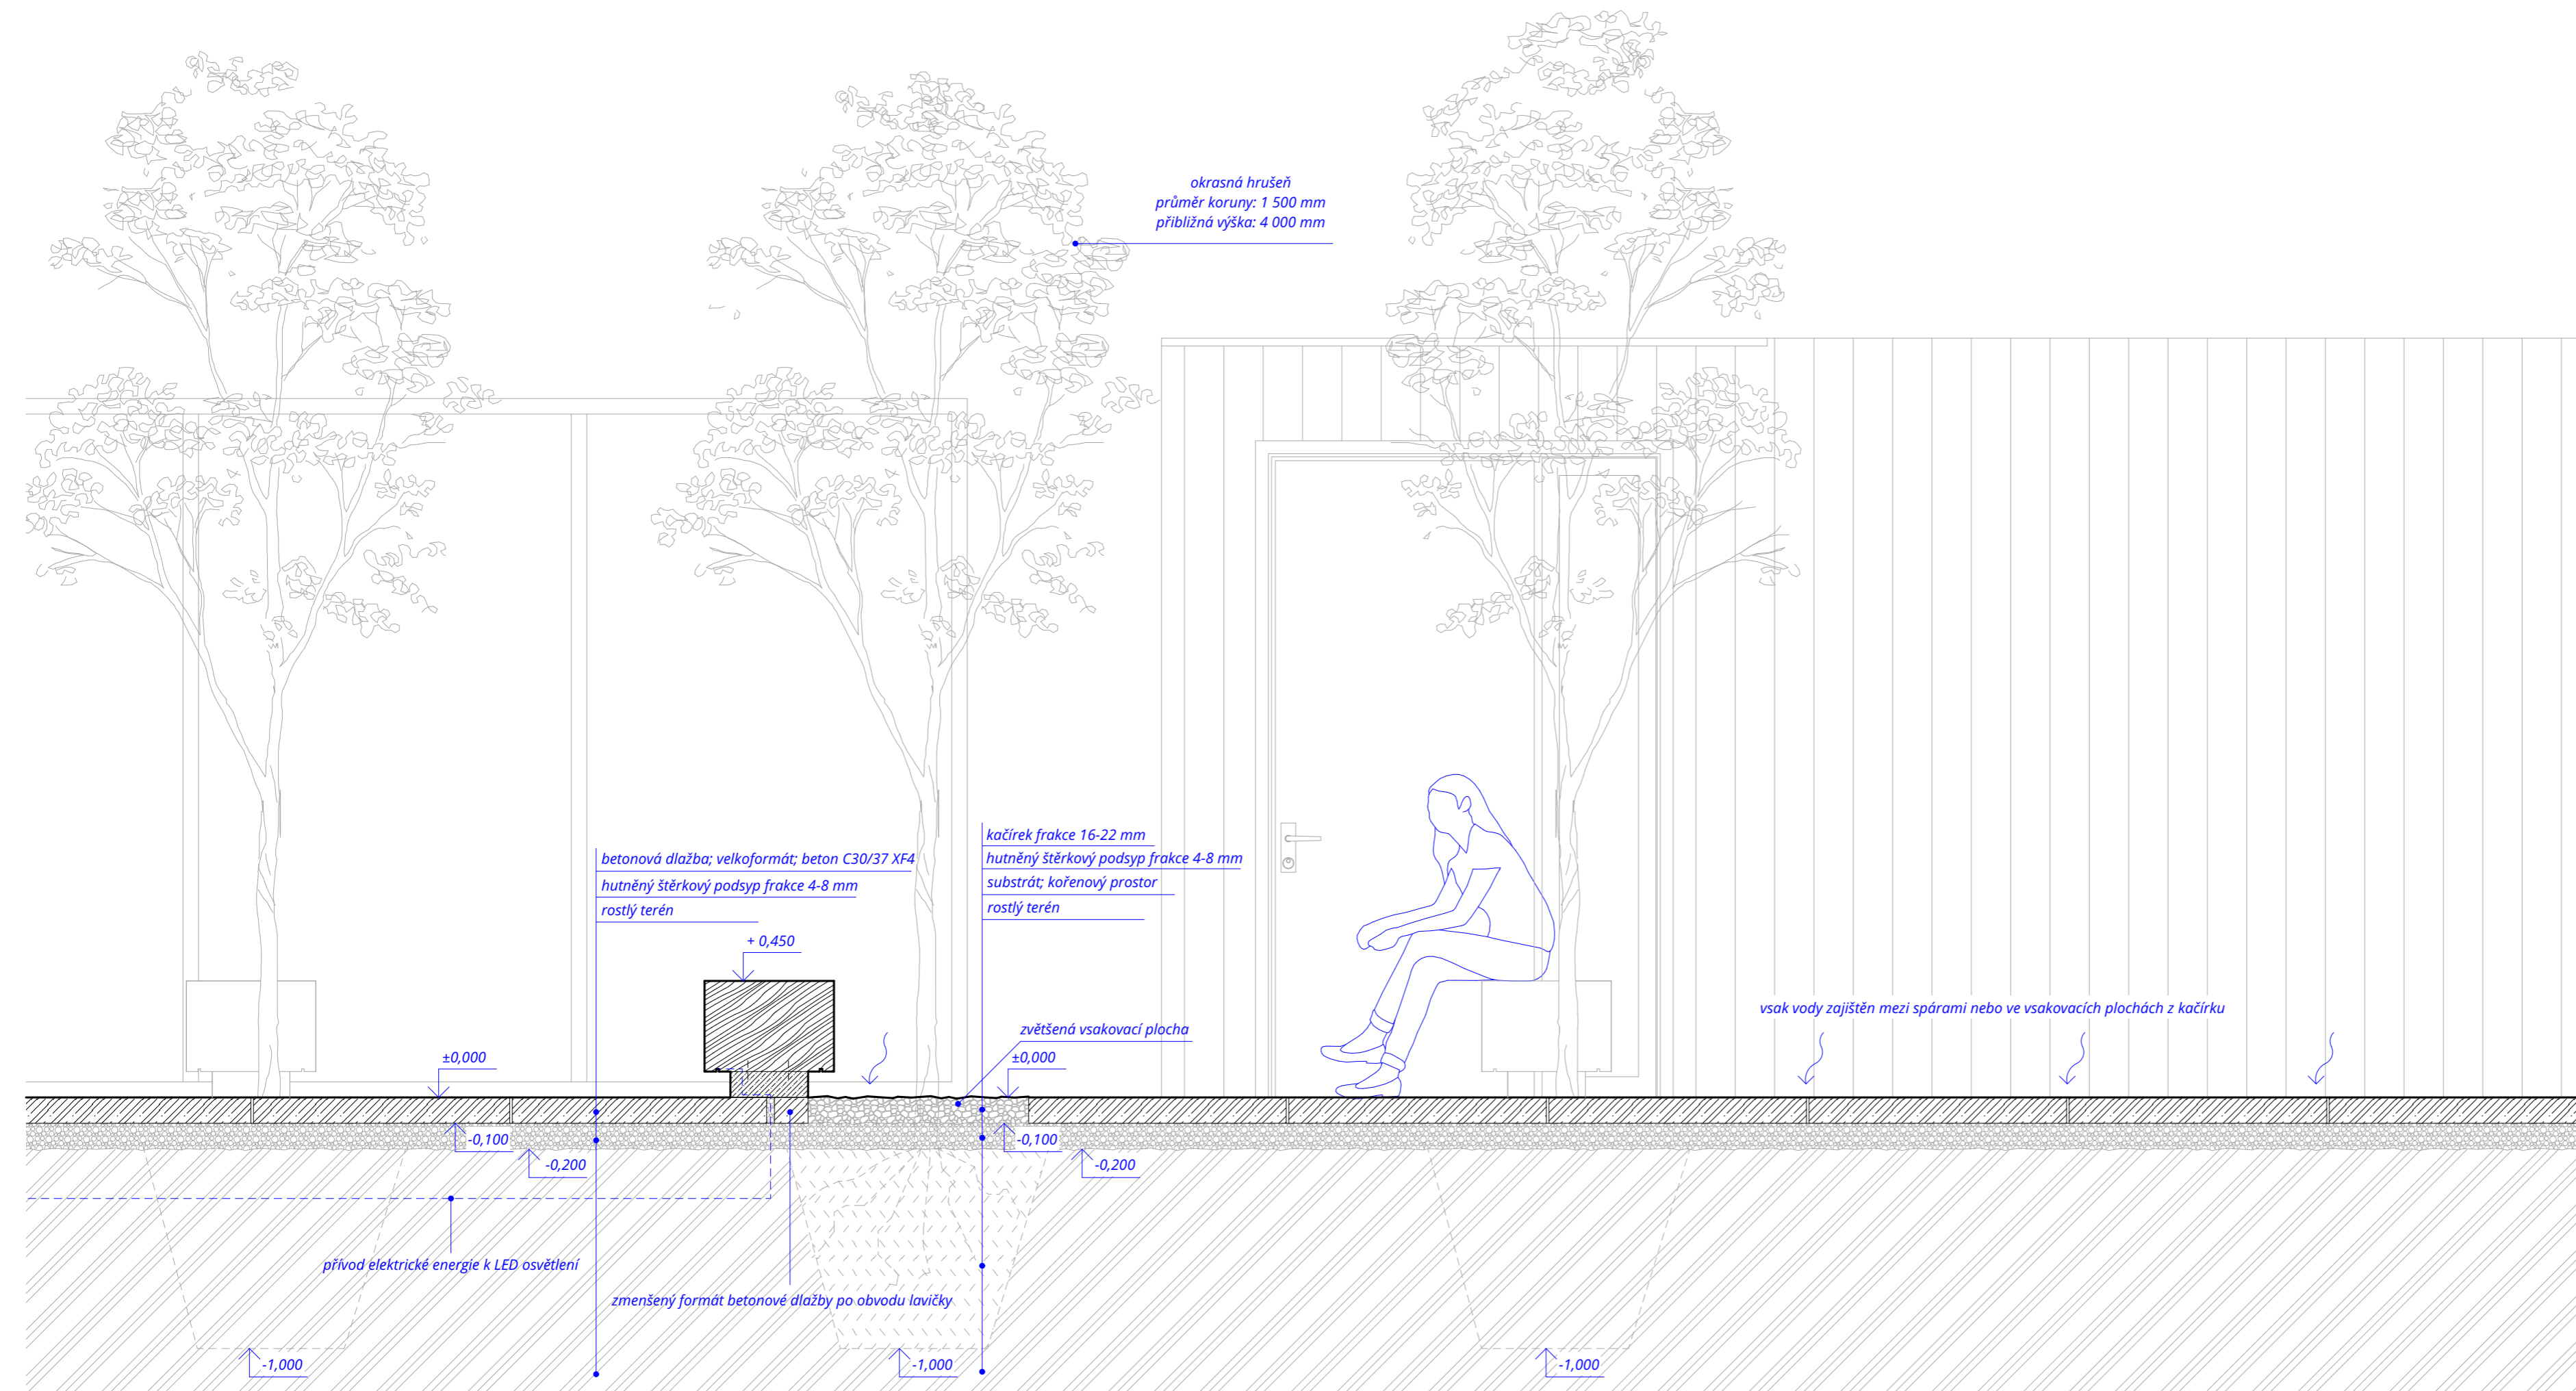 okrasná hrušeň
průměr koruny: 1 500 mm
přibližná výška: 4 000 mm
betonová dlažba; velkoformát; beton C30/37 XF4
hutněný štěrkový podsyp frakce 4-8 mm
rostlý terén
kačírek frakce 16-22 mm
hutněný štěrkový podsyp frakce 4-8 mm
substrát; kořenový prostor
rostlý terén
+ 0,450
vsak vody zajištěn mezi spárami nebo ve vsakovacích plochách z kačírku
zvětšená vsakovací plocha
±0,000
±0,000
-0,100
-0,100
-0,200
-0,200
přívod elektrické energie k LED osvětlení
zmenšený formát betonové dlažby po obvodu lavičky
-1,000
-1,000
-1,000